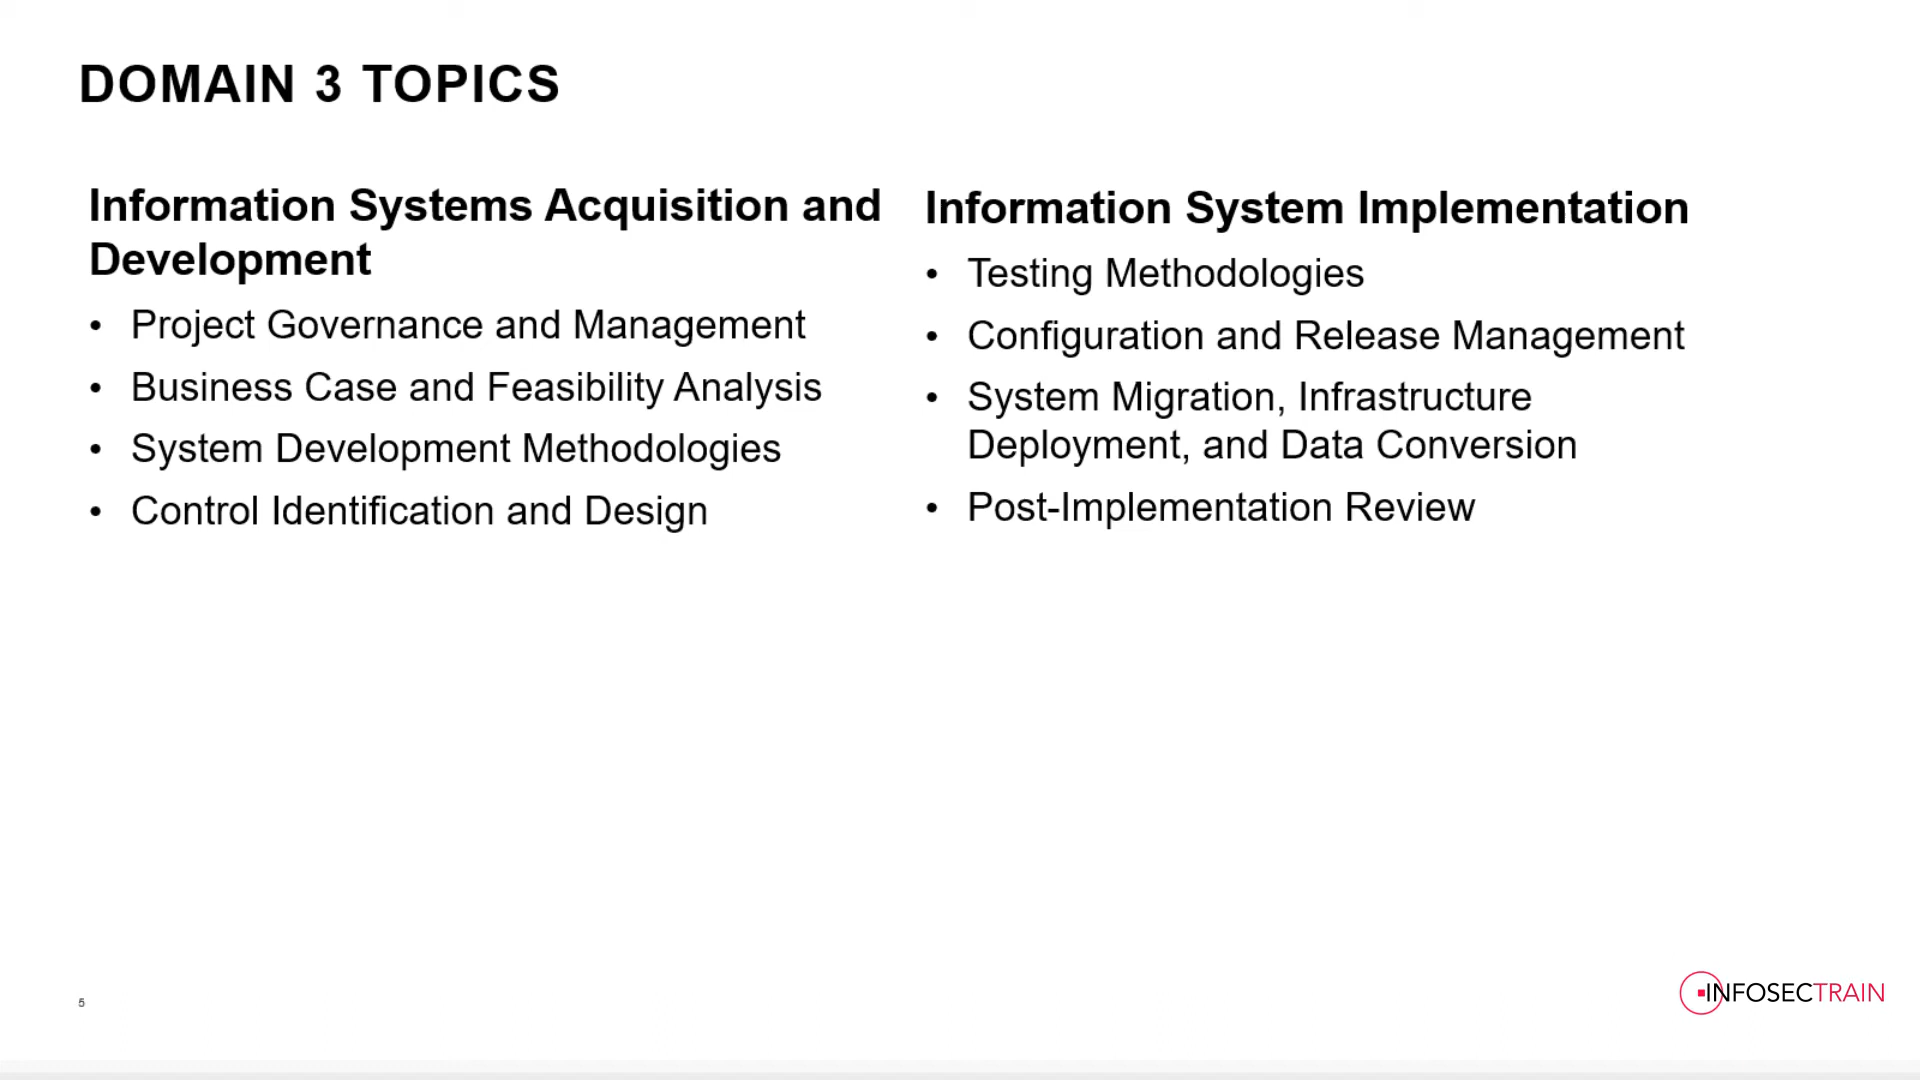 DOMAIN 3 TOPICS
Information Systems Acquisition and
Development
• Project Governance and Management
• Business Case and Feasibility Analysis
• System Development Methodologies
• Control Identification and Design
Information System Implementation
• Testing Methodologies
• Configuration and Release Management
• System Migration, Infrastructure
Deployment, and Data Conversion
• Post-Implementation Review
5
INFOSECTRAIN